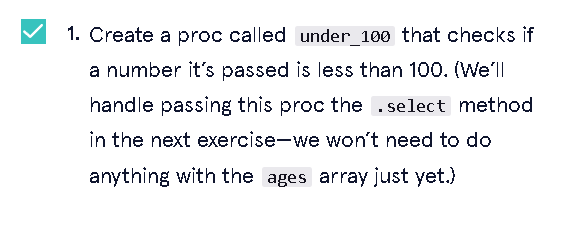 1. Create a proc called under_100 that checks if
a number it’s passed is less than 100. (We’ll
handle passing this proc the .select method
in the next exercise—we won’t need to do
anything with the ages array just yet.)